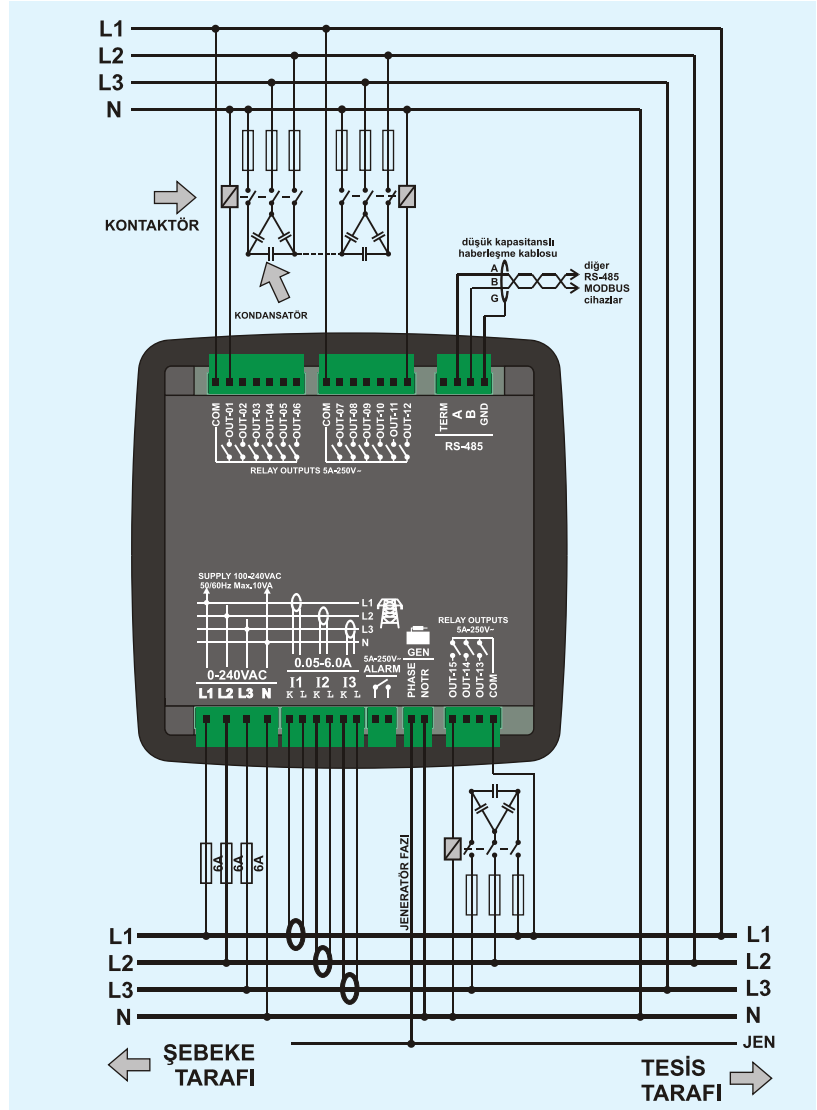 L1
L2
L3
N
KONTAKTÖR
KONDANSATÖR
düşük kapasitanslı
haberleşme kablosu
A
B
G
diğer
RS-485
MODBUS
cihazlar
COM
OUT-01
OUT-02
OUT-03
OUT-04
OUT-05
OUT-06
RELAY OUTPUTS 5A-250V~
COM
OUT-07
OUT-08
OUT-09
OUT-10
OUT-11
OUT-12
TERM
A
B
GND
RS-485
SUPPLY 100-240VAC
50/60Hz Max.10VA
L1
L2
L3
N
0-240VAC
L1 L2 L3 N
0.05-6.0A
I1 I2 I3
K L K L K L
5A-250V~
ALARM
GEN
PHASE
NOTR
RELAY OUTPUTS
5A-250V~
OUT-15
OUT-14
OUT-13
COM
6A
6A
6A
JENERATÖR FAZI
L1
L2
L3
N
L1
L2
L3
N
JEN
ŞEBEKE
TARAFI
TESİS
TARAFI